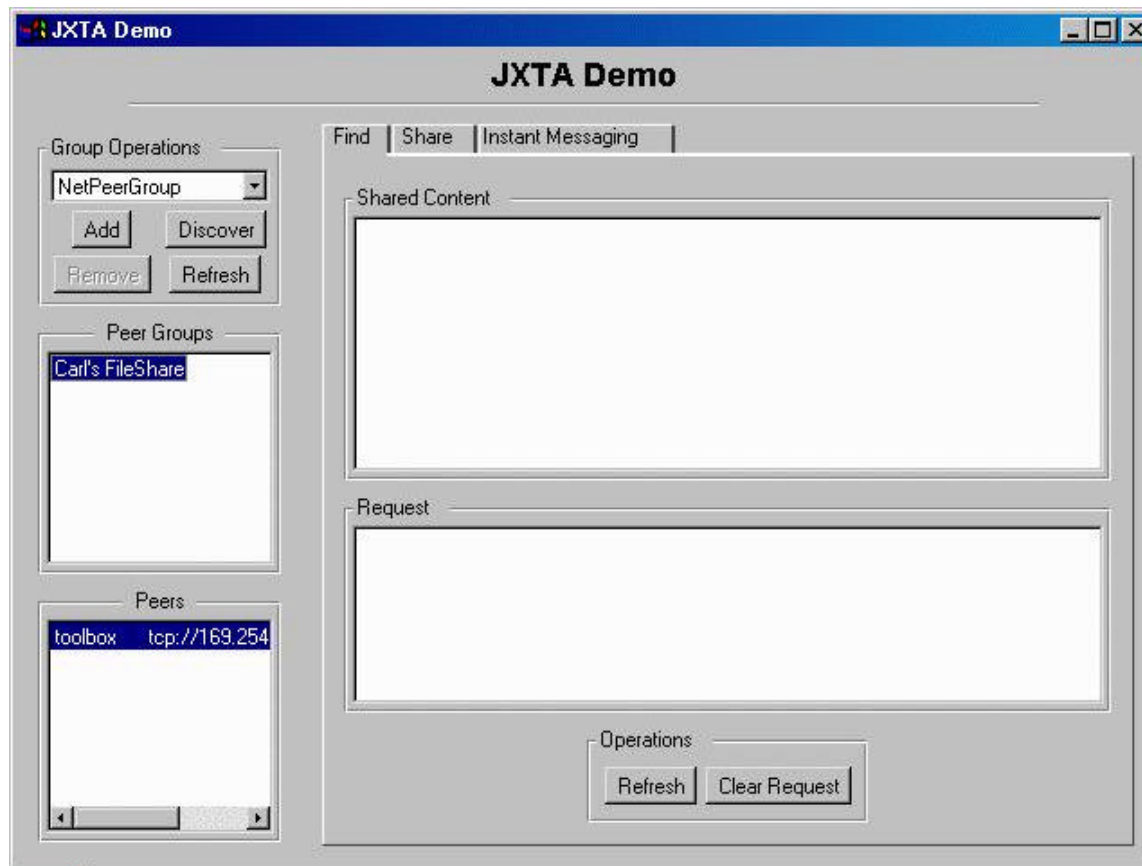 JXTA Demo
JXTA Demo
Group Operations
NetPeerGroup
Add
Discover
Remove
Refresh
Peer Groups
Carl's FileShare
Peers
toolbox tcp://169.254
Find
Share
Instant Messaging
Shared Content
Request
Operations
Refresh
Clear Request